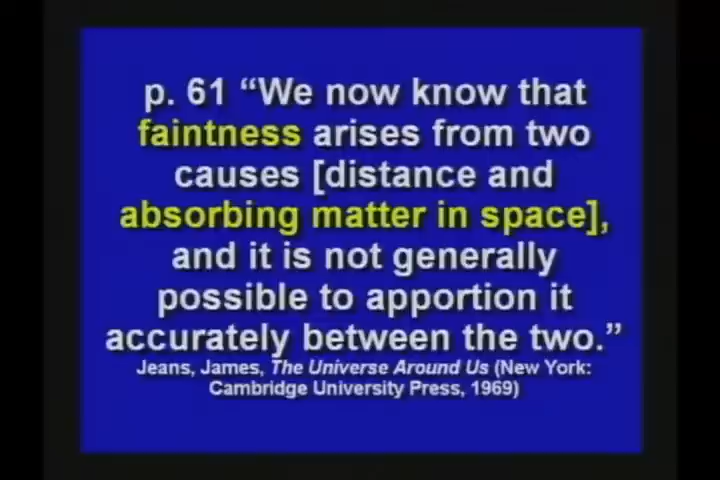 p. 61 “We now know that
faintness arises from two
causes [distance and
absorbing matter in space],
and it is not generally
possible to apportion it
accurately between the two.”
Jeans, James, The Universe Around Us (New York:
Cambridge University Press, 1969)